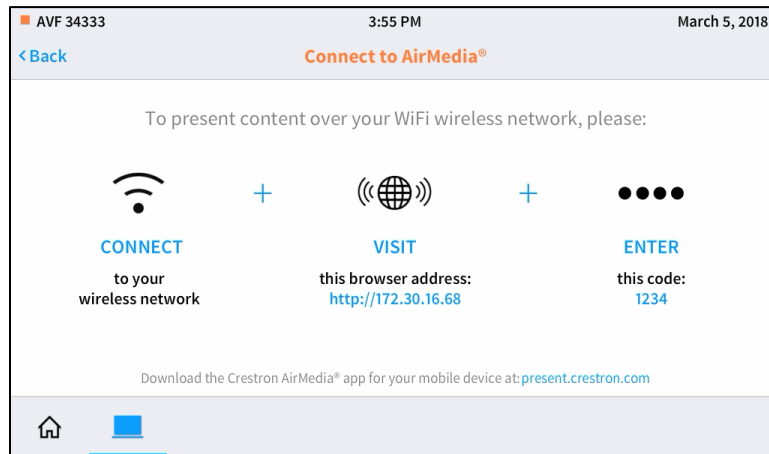 AVF 34333 3:55 PM March 5, 2018
<Back Connect to AirMedia®
To present content over your WiFi wireless network, please:
+ +
CONNECT VISIT ENTER
to your this browser address: this code:
wireless network http://172.30.16.68 1234
Download the Crestron AirMedia® app for your mobile device at: present.crestron.com